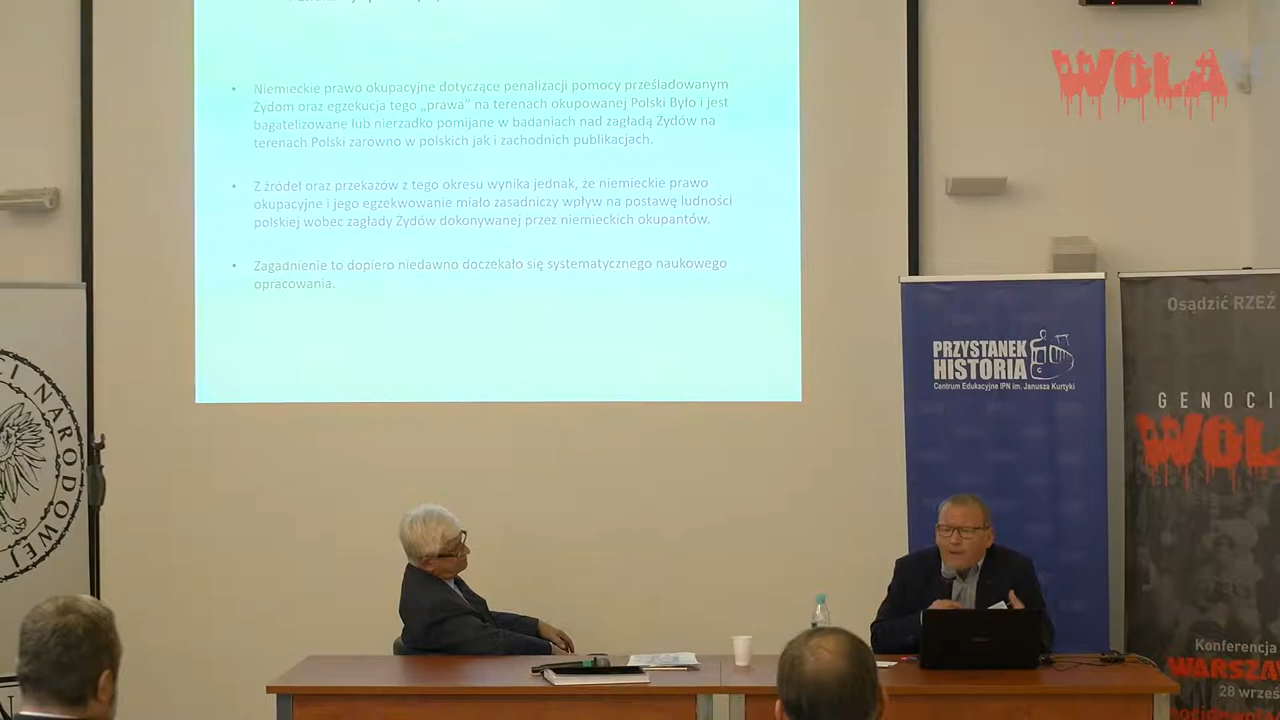 Niemieckie prawo okupacyjne dotyczące penalizacji pomocy prześladowanym
Żydom oraz egzekucja tego „prawa” na terenach okupowanej Polski Było i jest
bagatelizowane lub nierzadko pomijane w badaniach nad zagładą Żydów na
terenach Polski zarowno w polskich jak i zachodnich publikacjach.
Z źródeł oraz przekazów z tego okresu wynika jednak, że niemieckie prawo
okupacyjne i jego egzekwowanie miało zasadniczy wpływ na postawę ludności
polskiej wobec zagłady Żydów dokonywanej przez niemieckich okupantów.
Zagadnienie to dopiero niedawno doczekało się systematycznego naukowego
opracowania.
WOLA
CI NARODOWEJ
PRZYSTANEK
HISTORIA
Centrum Edukacyjne IPN im. Janusza Kurtyki
Osądzić RZEŹ
GENOCI
WOL
Konferencja
WARSZA
28 wrześ